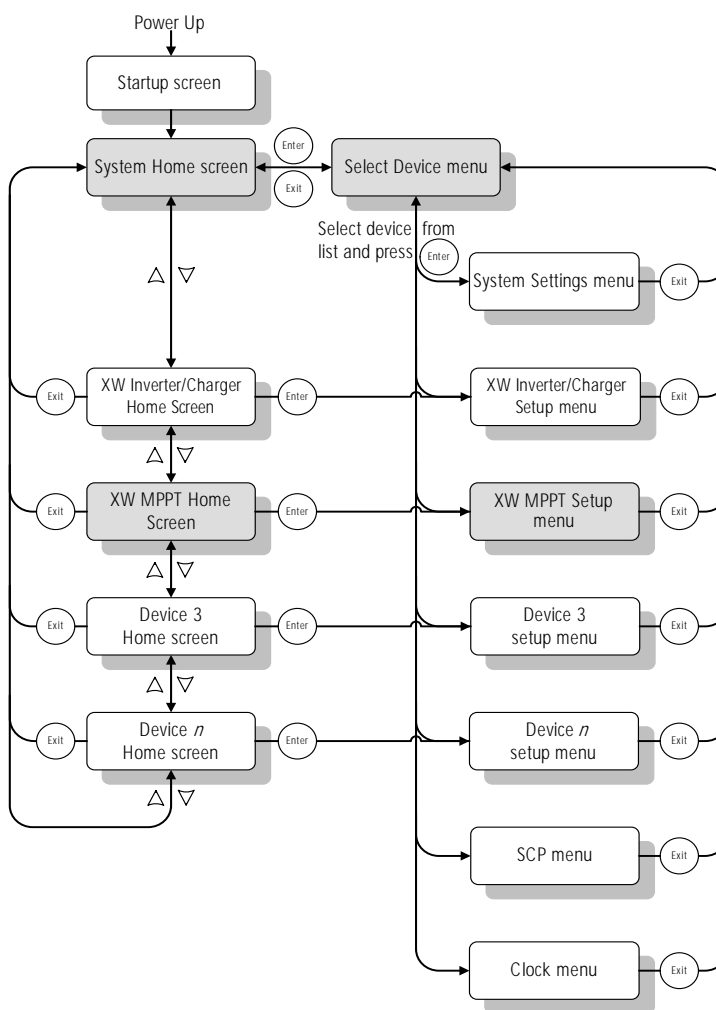 Power Up
Startup screen
System Home screen
Enter
Exit
Select Device menu
Select device from
list and press
Enter
System Settings menu
Exit
Exit
XW Inverter/Charger
Home Screen
Enter
XW Inverter/Charger
Setup menu
Exit
Exit
XW MPPT Home
Screen
Enter
XW MPPT Setup
menu
Exit
Exit
Device 3
Home screen
Enter
Device 3
setup menu
Exit
Exit
Device n
Home screen
Enter
Device n
setup menu
Exit
SCP menu
Exit
Clock menu
Exit